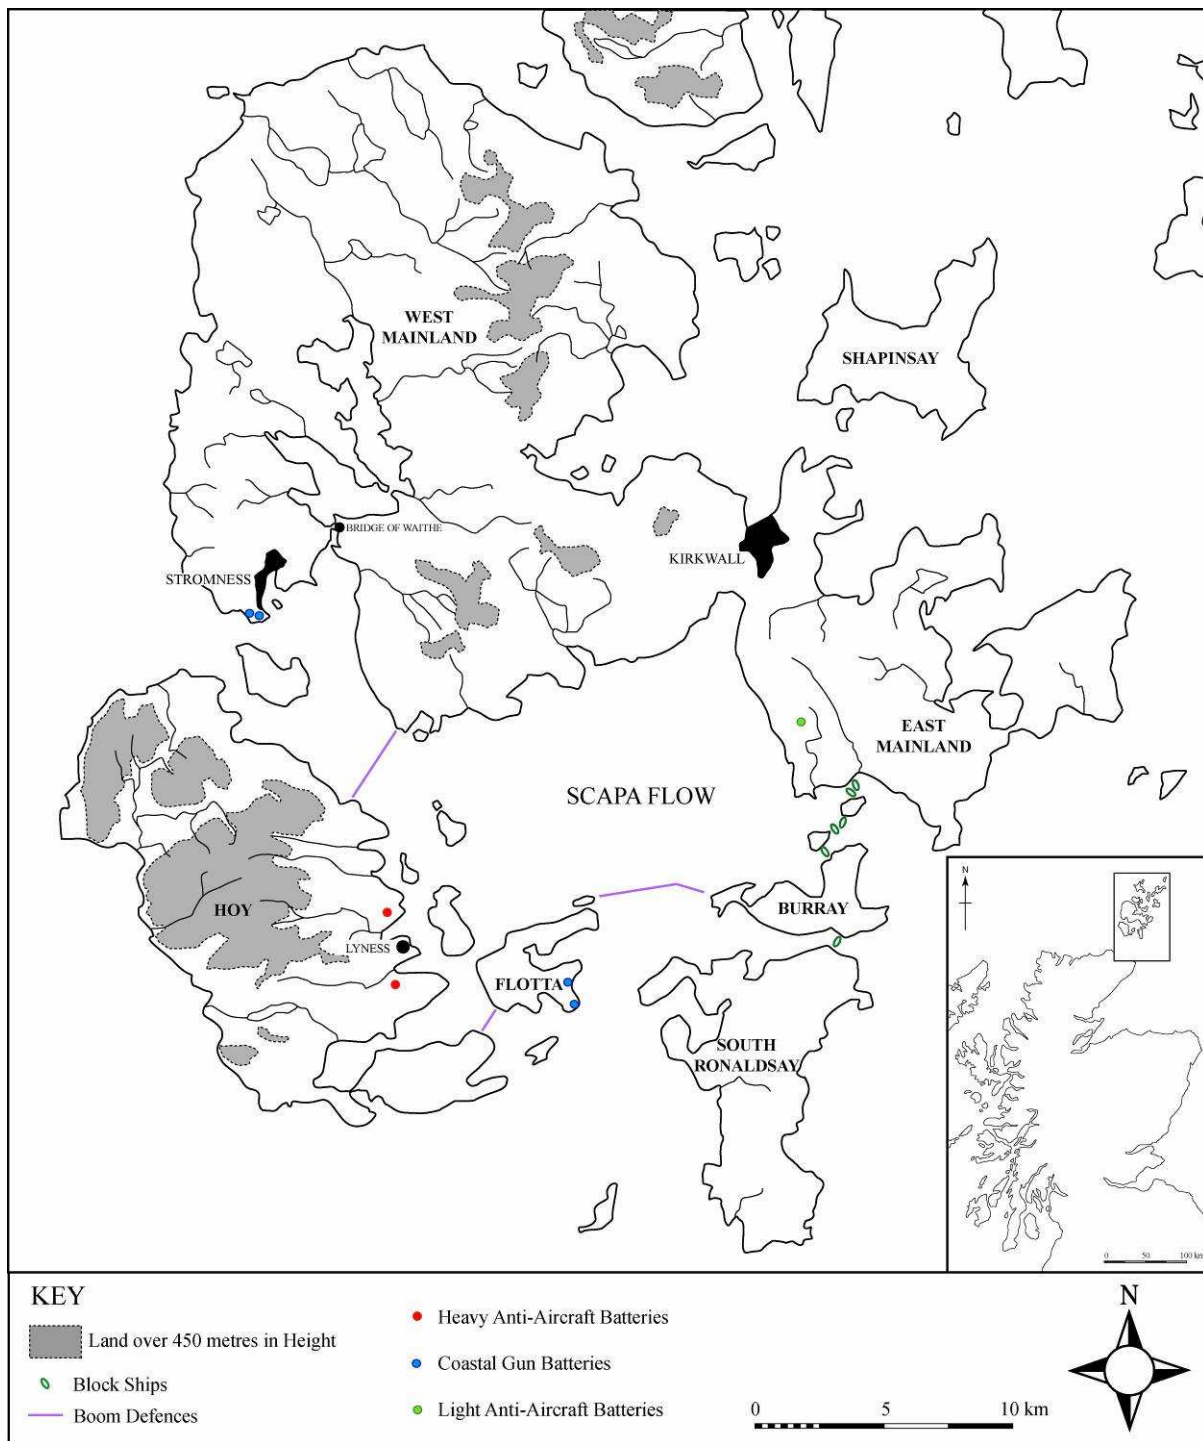 WEST
MAINLAND
SHAPINSAY
BRIDGE OF WAITHE
KIRKWALL
STROMNESS
EAST
MAINLAND
SCAPA FLOW
HOY
BURRAY
LYNESS
FLOTTA
SOUTH
RONALDSAY
N
0 50 100 km
KEY
Land over 450 metres in Height
Block Ships
Boom Defences
Heavy Anti-Aircraft Batteries
Coastal Gun Batteries
Light Anti-Aircraft Batteries
0 5 10 km
N